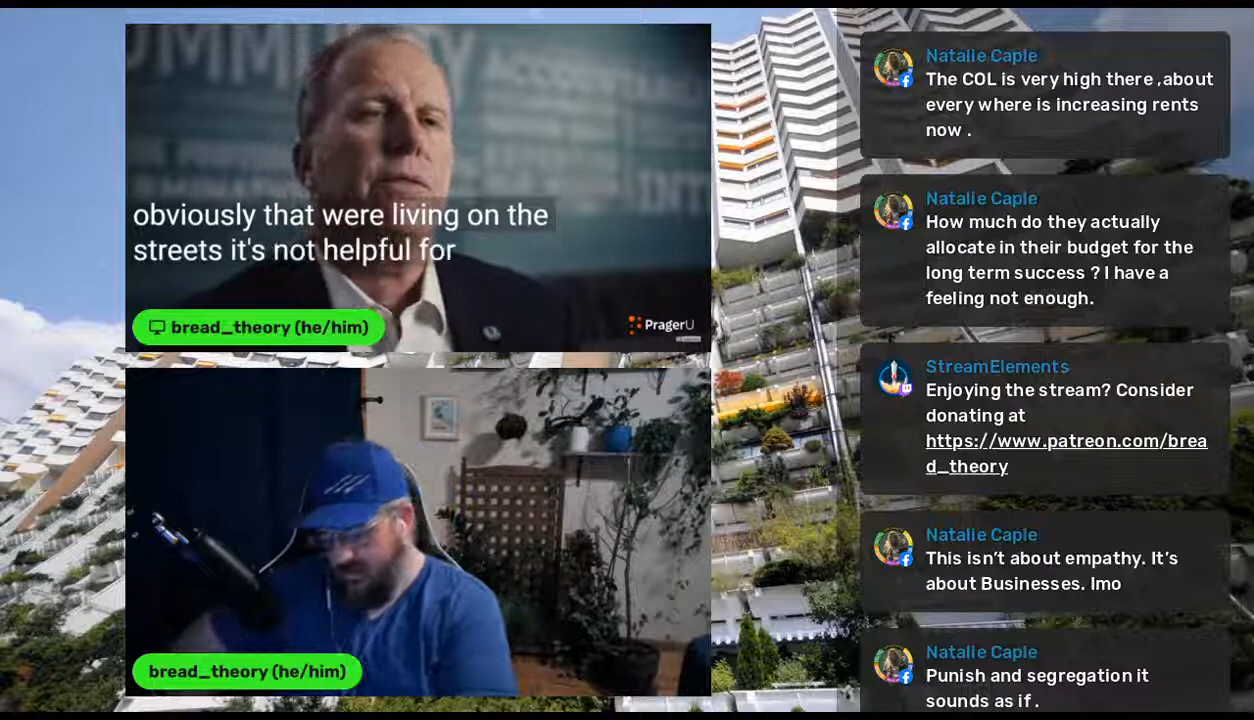 OMMUNITY
obviously that were living on the
streets it's not helpful for
bread_theory (he/him)
PragerU
bread_theory (he/him)
Natalie Caple
The COL is very high there ,about
every where is increasing rents
now .
Natalie Caple
How much do they actually
allocate in their budget for the
long term success ? I have a
feeling not enough.
StreamElements
Enjoying the stream? Consider
donating at
https://www.patreon.com/brea
d_theory
Natalie Caple
This isn’t about empathy. It’s
about Businesses. Imo
Natalie Caple
Punish and segregation it
sounds as if .